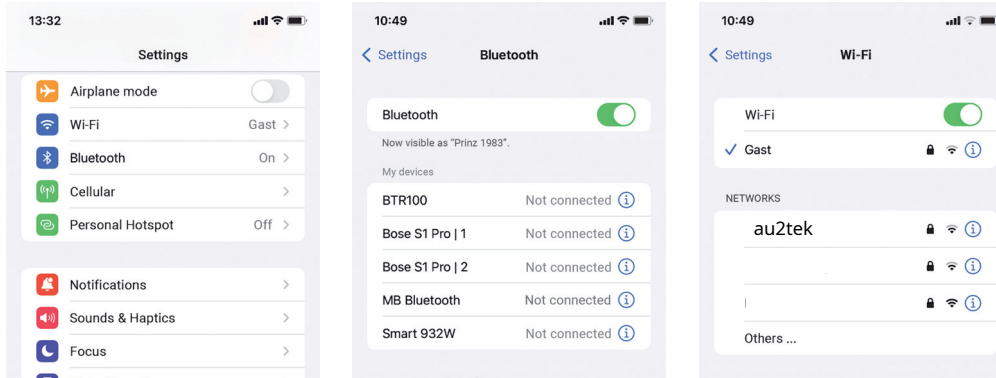 13:32
Settings
Airplane mode
Wi-Fi Gast
Bluetooth On
Cellular
Personal Hotspot Off
Notifications
Sounds & Haptics
Focus
10:49
Settings Bluetooth
Bluetooth
Now visible as "Prinz 1983".
My devices
BTR100 Not connected
Bose S1 Pro | 1 Not connected
Bose S1 Pro | 2 Not connected
MB Bluetooth Not connected
Smart 932W Not connected
10:49
Settings Wi-Fi
Wi-Fi
Gast
NETWORKS
au2tek
Others ...